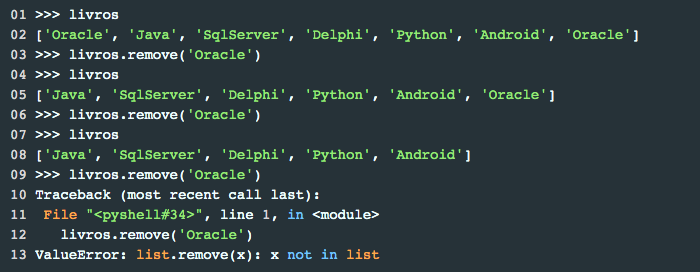 01 >>> livros
02 ['Oracle', 'Java', 'SqlServer', 'Delphi', 'Python', 'Android', 'Oracle']
03 >>> livros.remove('Oracle')
04 >>> livros
05 ['Java', 'SqlServer', 'Delphi', 'Python', 'Android', 'Oracle']
06 >>> livros.remove('Oracle')
07 >>> livros
08 ['Java', 'SqlServer', 'Delphi', 'Python', 'Android']
09 >>> livros.remove('Oracle')
10 Traceback (most recent call last):
11  File "<pyshell#34>", line 1, in <module>
12    livros.remove('Oracle')
13 ValueError: list.remove(x): x not in list